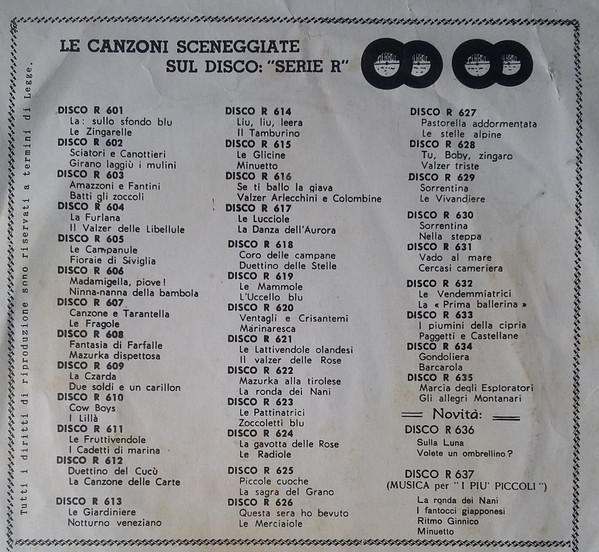 LE CANZONI SCENEGGIATE
SUL DISCO: "SERIE R"
DISCO R 601
La: sullo sfondo blu
Le Zingarelle
DISCO R 602
Sciatori e Canottieri
Girano laggiù i mulini
DISCO R 603
Amazzoni e Fantini
Batti gli zoccoli
DISCO R 604
La Furlana
Il Valzer delle Libellule
DISCO R 605
Le Campanule
Fioraie di Siviglia
DISCO R 606
Madamigella, piove!
Ninna-nanna della bambola
DISCO R 607
Canzone e Tarantella
Le Fragole
DISCO R 608
Fantasia di Farfalle
Mazurka dispettosa
DISCO R 609
La Czarda
Due soldi e un carillon
DISCO R 610
Cow Boys
I Lillà
DISCO R 611
Le Fruttivendole
I Cadetti di marina
DISCO R 612
Duettino del Cucù
La Canzone delle Carte
DISCO R 613
Le Giardiniere
Notturno veneziano
DISCO R 614
Liu, liu, leera
Il Tamburino
DISCO R 615
Le Glicine
Minuetto
DISCO R 616
Se ti ballo la giava
Valzer Arlecchini e Colombine
DISCO R 617
Le Lucciole
La Danza dell'Aurora
DISCO R 618
Coro delle campane
Duettino delle Stelle
DISCO R 619
Le Mammole
L'Uccello blu
DISCO R 620
Ventagli e Crisantemi
Marinaresca
DISCO R 621
Le Lattivendole olandesi
Il valzer delle Rose
DISCO R 622
Mazurka alla tirolese
La ronda dei Nani
DISCO R 623
Le Pattinatrici
Zoccoletti blu
DISCO R 624
La gavotta delle Rose
Le Radiole
DISCO R 625
Piccole cuoche
La sagra del Grano
DISCO R 626
Questa sera ho bevuto
Le Merciaiole
DISCO R 627
Pastorella addormentata
Le stelle alpine
DISCO R 628
Tu, Boby, zingaro
Valzer triste
DISCO R 629
Sorrentina
Le Vivandiere
DISCO R 630
Sorrentina
Nella steppa
DISCO R 631
Vado al mare
Cercasi cameriera
DISCO R 632
Le Vendemmiatrici
La « Prima ballerina »
DISCO R 633
I piumini della cipria
Paggetti e Castellane
DISCO R 634
Gondoliera
Barcarola
DISCO R 635
Marcia degli Esploratori
Gli allegri Montanari
Novità:
DISCO R 636
Sulla Luna
Volete un ombrellino?
DISCO R 637
(MUSICA per "I PIU' PICCOLI")
La ronda dei Nani
I fantocci giapponesi
Ritmo Ginnico
Minuetto
Tutti i diritti di riproduzione sono riservati a termini di Legge.